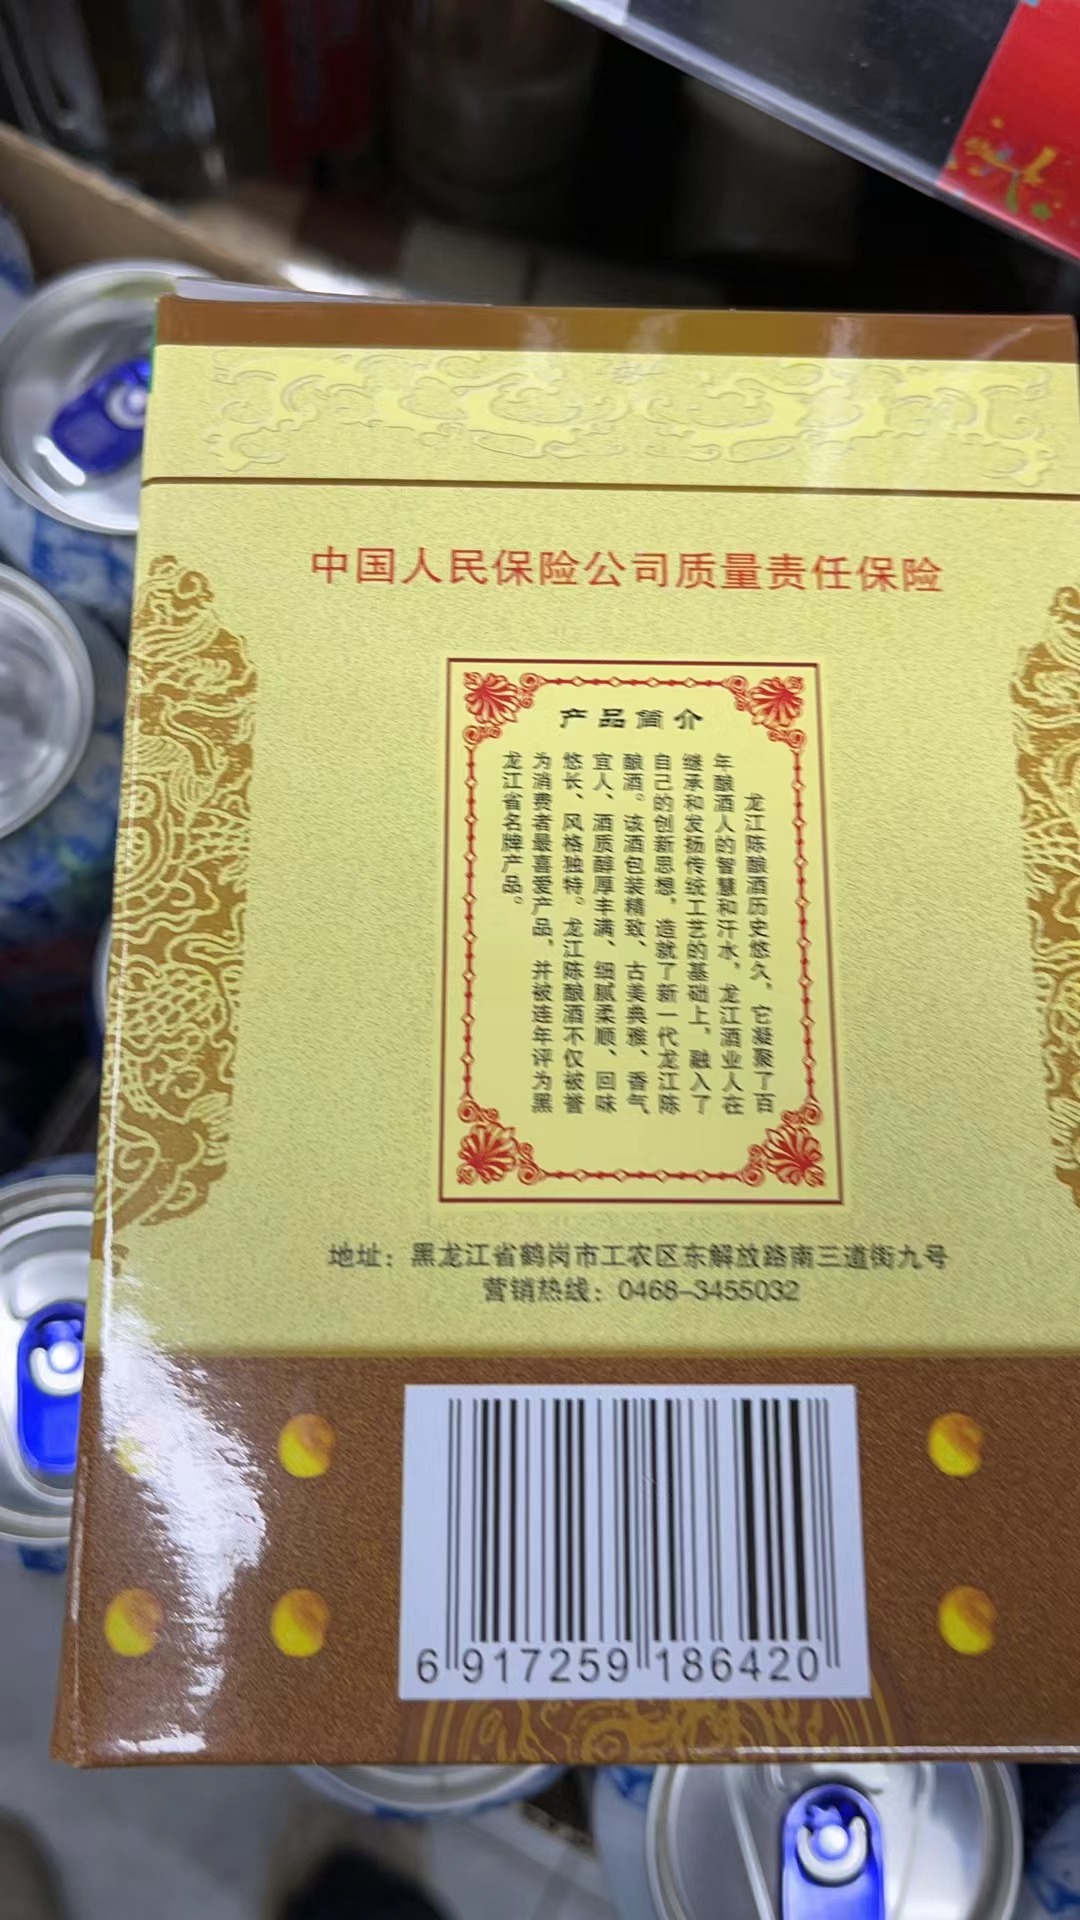 中国人民保险公司质量责任保险
产品简介
龙江陈酿酒历史悠久，它凝聚了百
年酿酒人的智慧和汗水，龙江酒业人在
继承和发扬传统工艺的基础上，融入了
自己的创新思想，造就了新一代龙江陈
酿酒。该酒包装精致、古美典雅、香气
宜人、酒质醇厚丰满、细腻柔顺、回味
悠长、风格独特。龙江陈酿酒不仅被誉
为消费者最喜爱产品，并被连年评为黑
龙江省名牌产品。
地址：黑龙江省鹤岗市工农区东解放路南三道街九号
营销热线：0468-3455032
6 917259 186420